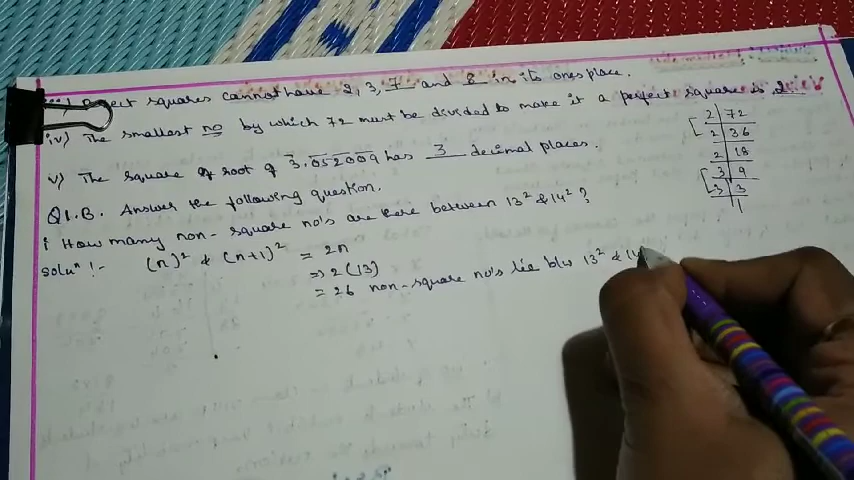 perfect squares cannot have 2, 3, 7 and 8 in its ones place.
iv) The smallest no by which 72 must be divided to make it a perfect square is 2
v) The square root of 3.052009 has 3 decimal places.
Q1.B. Answer the following question.
i How many non-square no's are there between 13² & 14²?
soluⁿ:- (n)² & (n+1)² = 2n
⇒ 2(13)
= 26 non-square no's lie b/w 13² & 14
2 72
2 36
2 18
3 9
3 3
1